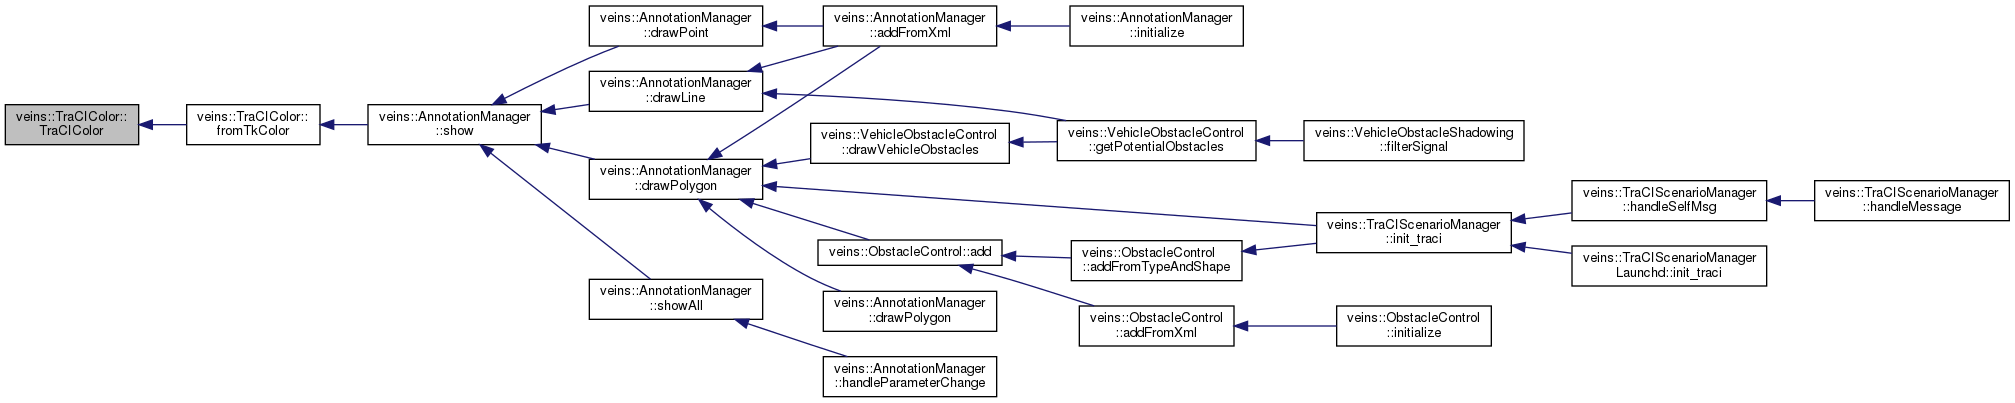 veins::TraCIColor::
TraCIColor
veins::TraCIColor::
fromTkColor
veins::AnnotationManager
::show
veins::AnnotationManager
::drawPoint
veins::AnnotationManager
::drawLine
veins::AnnotationManager
::drawPolygon
veins::AnnotationManager
::showAll
veins::AnnotationManager
::addFromXml
veins::VehicleObstacleControl
::drawVehicleObstacles
veins::ObstacleControl::add
veins::AnnotationManager
::drawPolygon
veins::AnnotationManager
::handleParameterChange
veins::AnnotationManager
::initialize
veins::VehicleObstacleControl
::getPotentialObstacles
veins::ObstacleControl
::addFromTypeAndShape
veins::ObstacleControl
::addFromXml
veins::VehicleObstacleShadowing
::filterSignal
veins::TraCIScenarioManager
::init_traci
veins::ObstacleControl
::initialize
veins::TraCIScenarioManager
::handleSelfMsg
veins::TraCIScenarioManager
Launchd::init_traci
veins::TraCIScenarioManager
::handleMessage